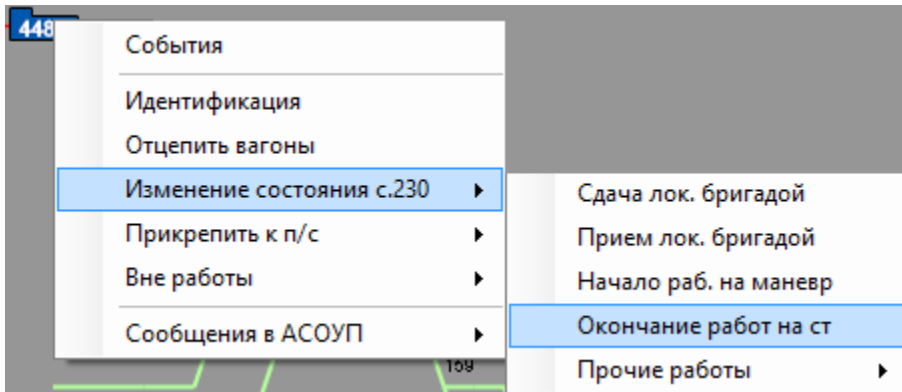 448
События
Идентификация
Отцепить вагоны
Изменение состояния с.230
Прикрепить к п/с
Вне работы
Сообщения в АСОУП
Сдача лок. бригадой
Прием лок. бригадой
Начало раб. на маневр
Окончание работ на ст
Прочие работы
159